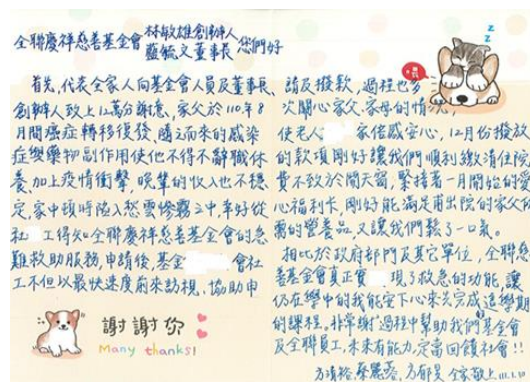 全聯慶祥慈善基金會 林敏雄創辦人
藍毓文董事長 您們好
首先,代表全家人向基金會人員及董事長、
創辦人致上12萬分謝意,家父於110年8
月間癌症轉移復發、隨之而來的感染
症與藥物副作用使他不得不辭職休
養、加上疫情衝擊,晚輩的收入也不穩
定,家中頓時陷入愁雲慘霧之中,幸好從
社 工得知全聯慶祥慈善基金會的急
難救助服務,申請後,基金 會社
工不但以最快速度前來訪視、協助申
謝謝你
Many thanks!
請及撥款,過程也多
次關心家父、家母的情況,
使老人 家倍感安心,12月份撥放
的款項剛好讓我們順利繳清住院
費不致於開天窗,緊接著一月開始的愛
心福利卡,剛好能滿足甫出院的家父所
需的營養品,又讓我們鬆了一口氣。
相比於政府部門及其它單位,全聯慶
善基金會真正實 現了救急的功能,讓
仍在學中的我能安下心來去完成進學
的課程。非常謝 過程中幫助我們基金會
及全聯員工,未來有能力定當回饋社會!!
方 全家敬上 111.1.
z
z